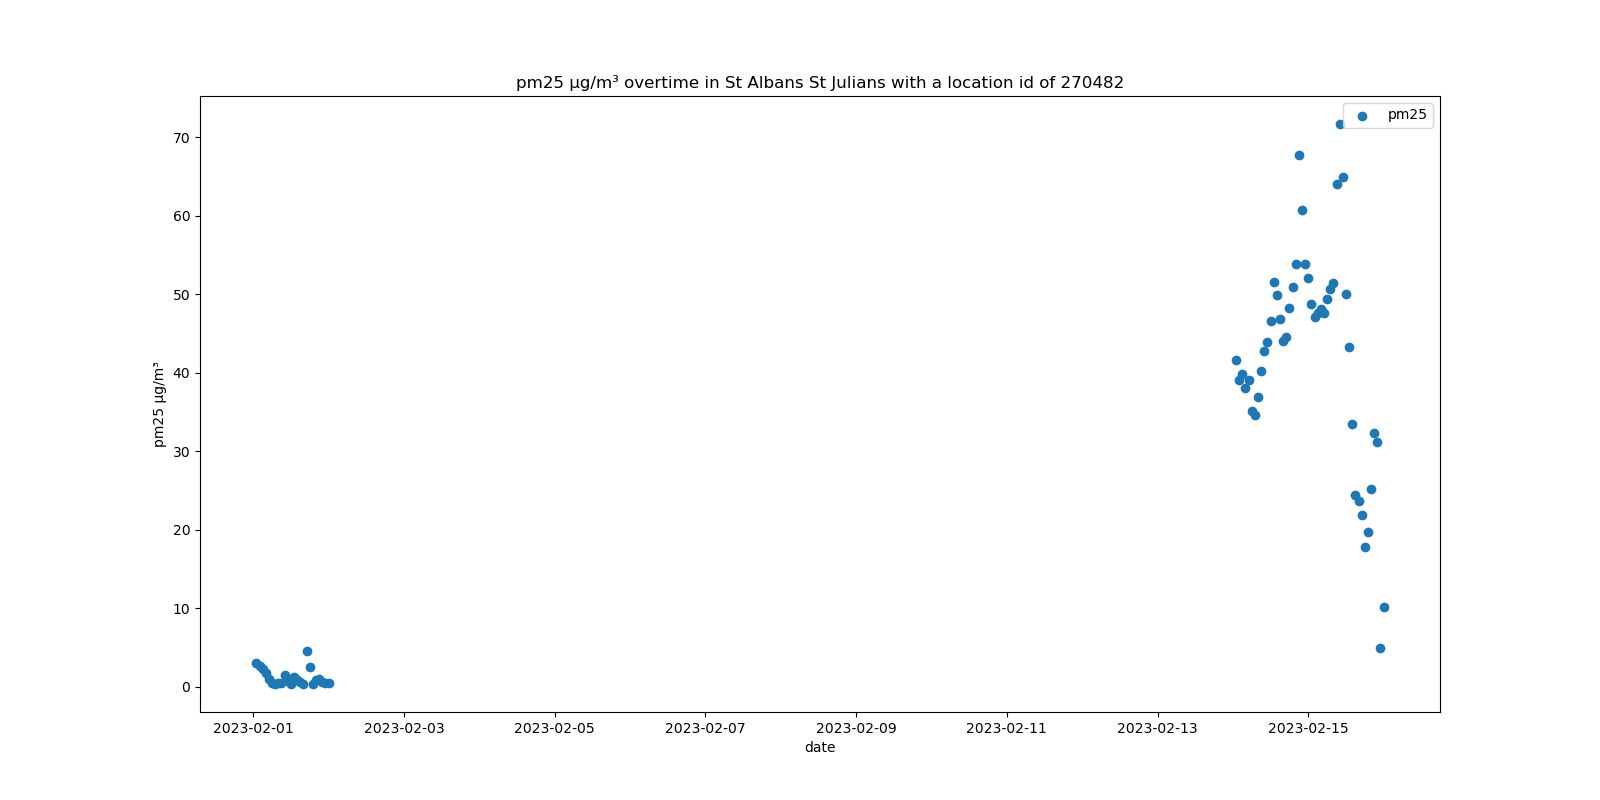 pm25 µg/m³ overtime in St Albans St Julians with a location id of 270482
pm25
70
60
50
40
30
20
10
0
pm25 µg/m³
2023-02-01 2023-02-03 2023-02-05 2023-02-07 2023-02-09 2023-02-11 2023-02-13 2023-02-15
date